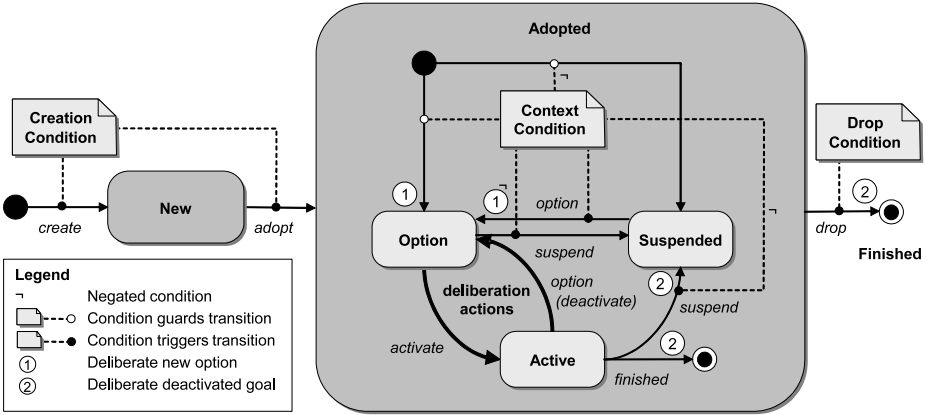 Adopted
Creation
Condition
Context
Condition
Drop
Condition
¬
¬
¬
1
1
2
New
create
adopt
option
Option
suspend
Suspended
drop
Finished
deliberation
actions
option
(deactivate)
2
suspend
activate
Active
2
finished
Legend
¬ Negated condition
Condition guards transition
Condition triggers transition
1 Deliberate new option
2 Deliberate deactivated goal